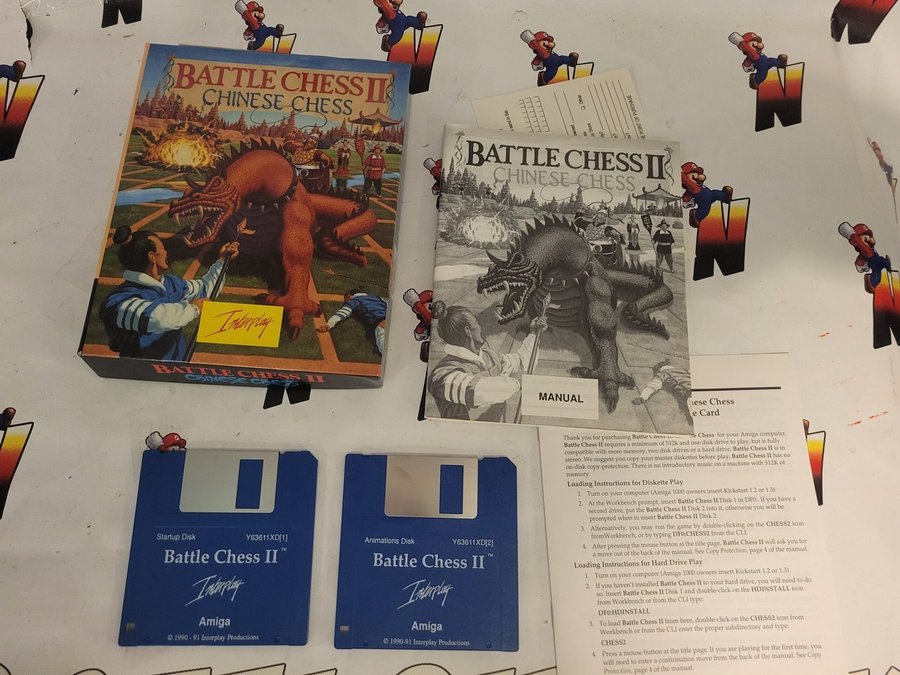 BATTLE CHESS II
CHINESE CHESS
Interplay
BATTLE CHESS II
CHINESE CHESS
Other
POINT OF PURCHASE
BATTLE CHESS II
CHINESE CHESS
MANUAL
Startup Disk Y63611XD[1]
Battle Chess II™
Interplay
Amiga
© 1990 - 91 Interplay Productions
Animations Disk Y63611XD[2]
Battle Chess II™
Interplay
Amiga
© 1990-91 Interplay Productions
Chess
Card
Thank you for purchasing Battle Chess Chess for your Amiga computer.
Battle Chess II requires a minimum of 512k and one disk drive to play, but is fully
compatible with more memory, two disk drives or a hard drive. Battle Chess II is in
stereo. We suggest you copy your master diskettes before play, Battle Chess II has no
on-disk copy-protection. There is no introductory music on a machine with 512K of
memory.
Loading Instructions for Diskette Play
1. Turn on your computer (Amiga 1000 owners insert Kickstart 1.2 or 1.3)
2. At the Workbench prompt, insert Battle Chess II Disk 1 in DF0:. If you have a
second drive, put the Battle Chess II Disk 2 into it, otherwise you will be
prompted when to insert Battle Chess II Disk 2.
3. Alternatively, you may run the game by double-clicking on the CHESS2 icon
from Workbench, or by typing DF0:CHESS2 from the CLI.
4. After pressing the mouse button at the title page, Battle Chess II will ask you for
a move out of the back of the manual. See Copy Protection, page 4 of the manual.
Loading Instructions for Hard Drive Play
1. Turn on your computer (Amiga 1000 owners insert Kickstart 1.2 or 1.3)
2. If you haven't installed Battle Chess II to your hard drive, you will need to do
so. Insert Battle Chess II Disk 1 and double-click on the HDINSTALL icon
from Workbench or from the CLI type:
DF0:HDINSTALL
3. To load Battle Chess II from here, double-click on the CHESS2 icon from
Workbench or from the CLI enter the proper subdirectory and type:
CHESS2
4. Press a mouse button at the title page. If you are playing for the first time, you
will need to enter a confirmation move from the back of the manual. See Copy
Protection, page 4 of the manual.